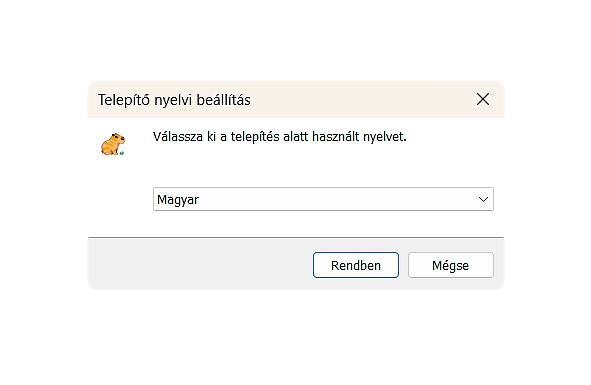 Telepítő nyelvi beállítás
Válassza ki a telepítés alatt használt nyelvet.
Magyar
Rendben
Mégse